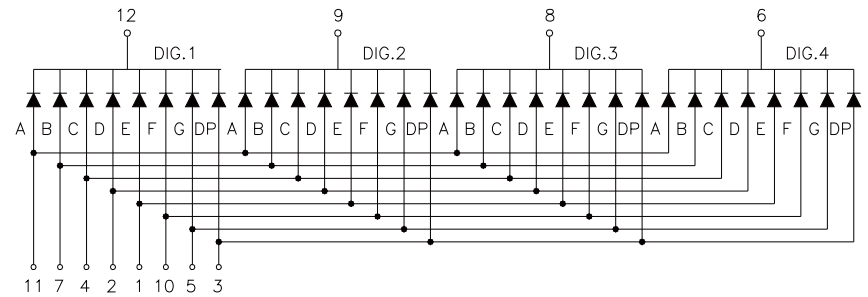 12 9 8 6
DIG.1 DIG.2 DIG.3 DIG.4
A B C D E F G DP A B C D E F G DP A B C D E F G DP A B C D E F G DP
11 7 4 2 1 10 5 3